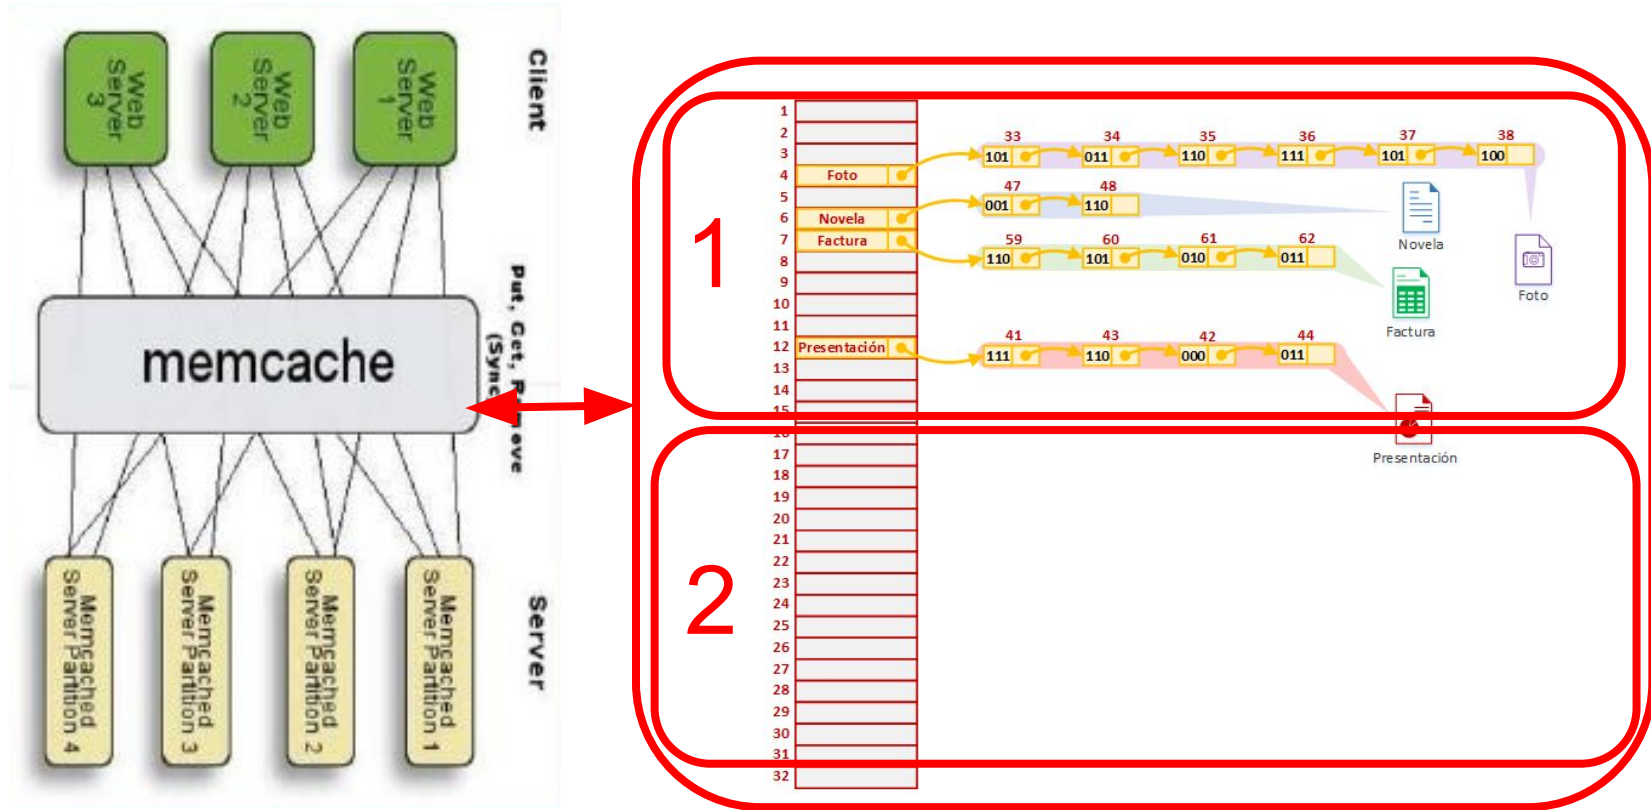 Web
Server
3
Web
Server
2
Web
Server
1
Client
memcache
Put, Get, Remove
(Sync
Memcached
Server Partition 4
Memcached
Server Partition 3
Memcached
Server Partition 2
Memcached
Server Partition 1
Server
1
2
1
2
3
4
Foto
5
6
Novela
7
Factura
8
9
10
11
12
Presentación
13
14
15
16
17
18
19
20
21
22
23
24
25
26
27
28
29
30
31
32
33 34 35 36 37 38
101 011 110 111 101 100
47 48
001 110
59 60 61 62
110 101 010 011
41 43 42 44
111 110 000 011
Novela
Foto
Factura
Presentación